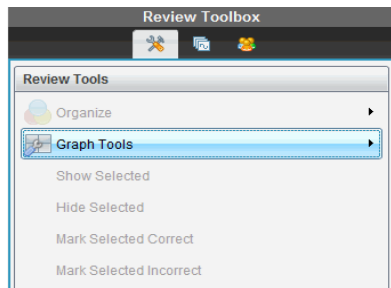 Review Toolbox
Review Tools
Organize
Graph Tools
Show Selected
Hide Selected
Mark Selected Correct
Mark Selected Incorrect